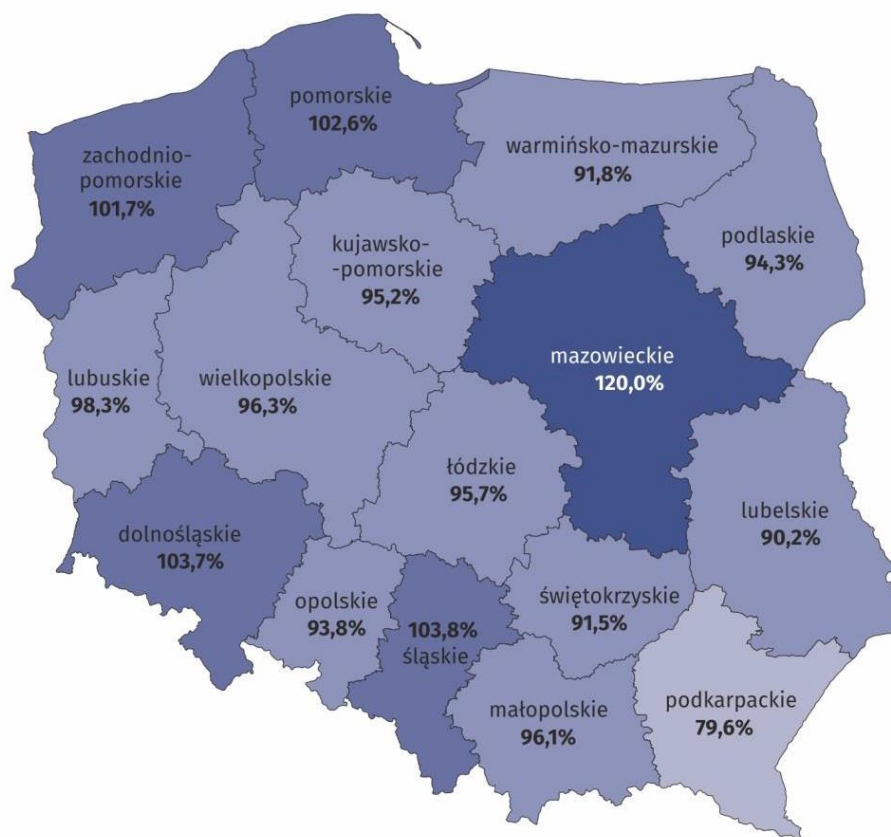 pomorskie
102,6%
zachodnio-
pomorskie
101,7%
warmińsko-mazurskie
91,8%
podlaskie
94,3%
kujawsko-
-pomorskie
95,2%
mazowieckie
120,0%
lubuskie
98,3%
wielkopolskie
96,3%
łódzkie
95,7%
lubelskie
90,2%
dolnośląskie
103,7%
opolskie
93,8%
103,8%
śląskie
świętokrzyskie
91,5%
małopolskie
96,1%
podkarpackie
79,6%